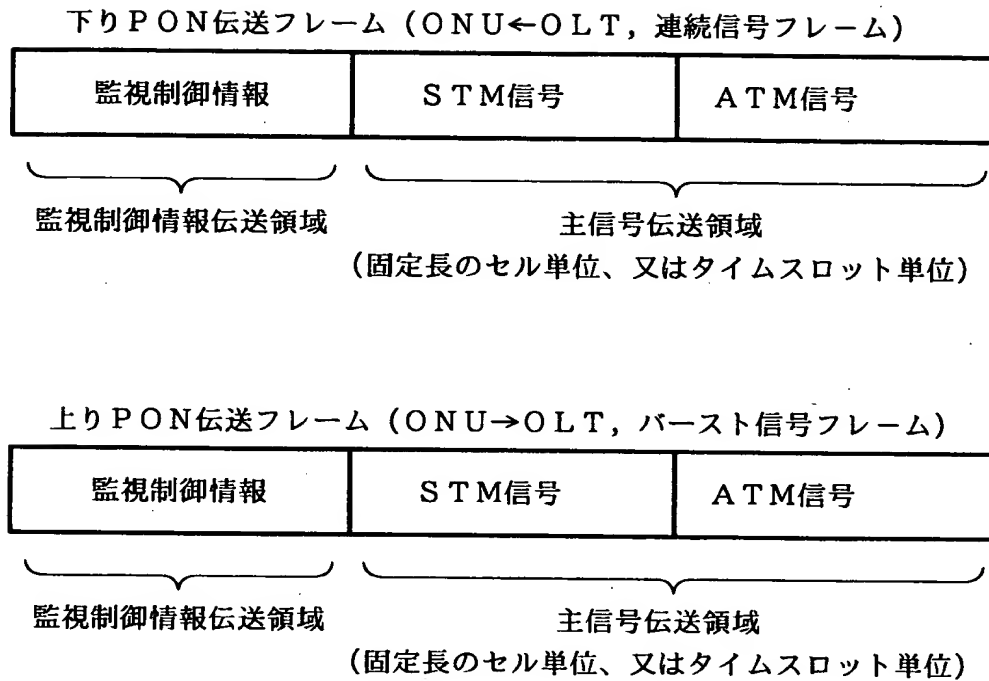 下りPON伝送フレーム（ONU←OLT，連続信号フレーム）
監視制御情報 STM信号 ATM信号
監視制御情報伝送領域 主信号伝送領域
（固定長のセル単位、又はタイムスロット単位）
上りPON伝送フレーム（ONU→OLT，バースト信号フレーム）
監視制御情報 STM信号 ATM信号
監視制御情報伝送領域 主信号伝送領域
（固定長のセル単位、又はタイムスロット単位）